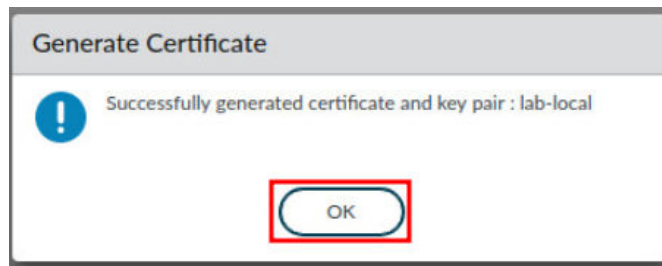 Generate Certificate
Successfully generated certificate and key pair : lab-local
OK